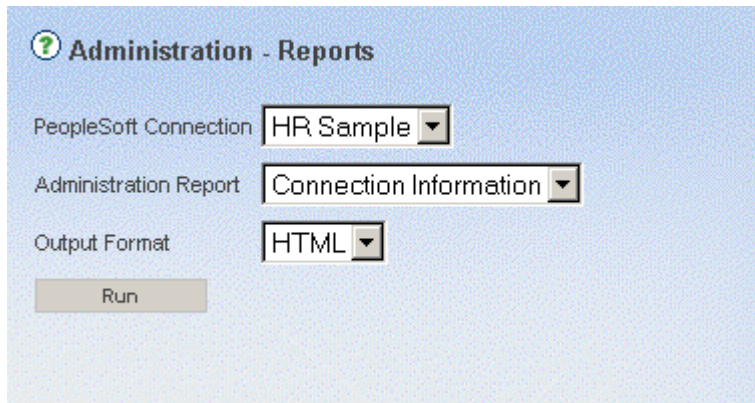 ? Administration - Reports
PeopleSoft Connection HR Sample
Administration Report Connection Information
Output Format HTML
Run